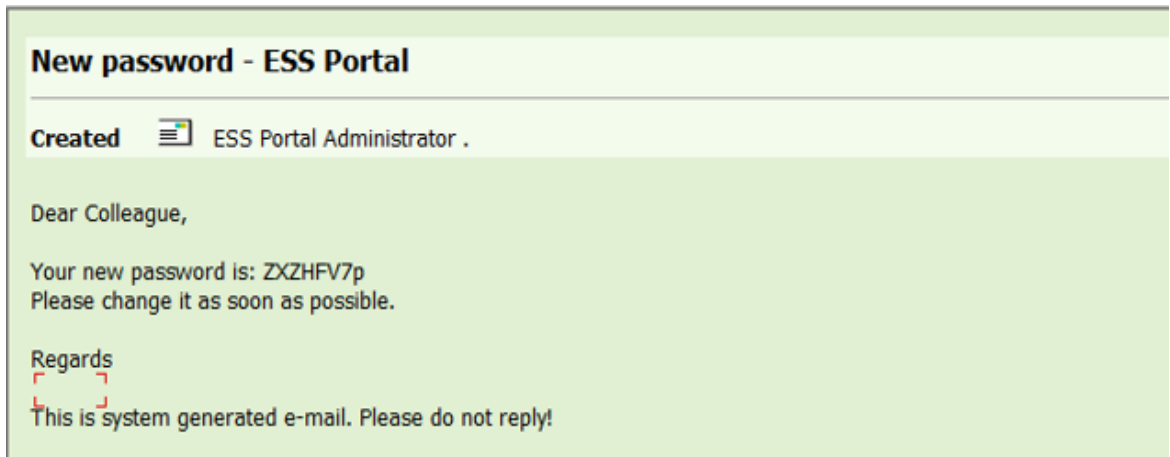 New password - ESS Portal
Created ESS Portal Administrator .
Dear Colleague,
Your new password is: ZXZHFV7p
Please change it as soon as possible.
Regards
This is system generated e-mail. Please do not reply!